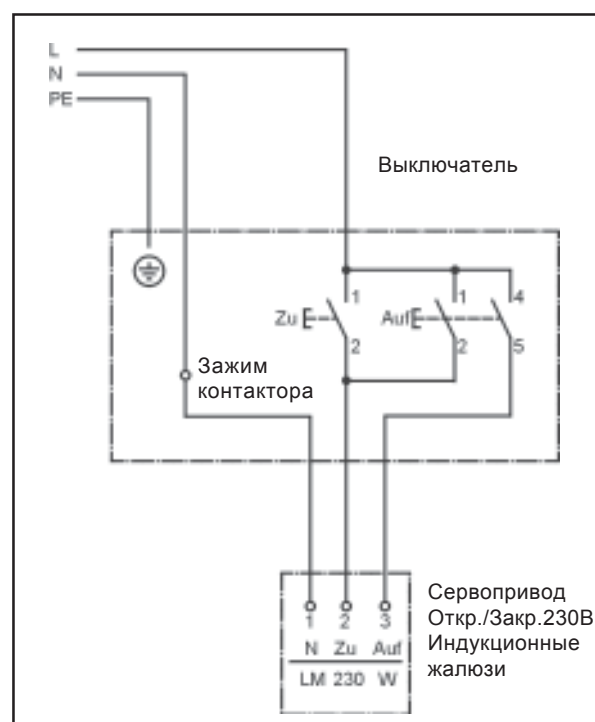 L
N
PE
Выключатель
1
1
4
Zu
Auf
2
2
5
Зажим
контактора
Сервопривод
Откр./Закр.230В
Индукционные
жалюзи
1 2 3
N Zu Auf
LM 230 W